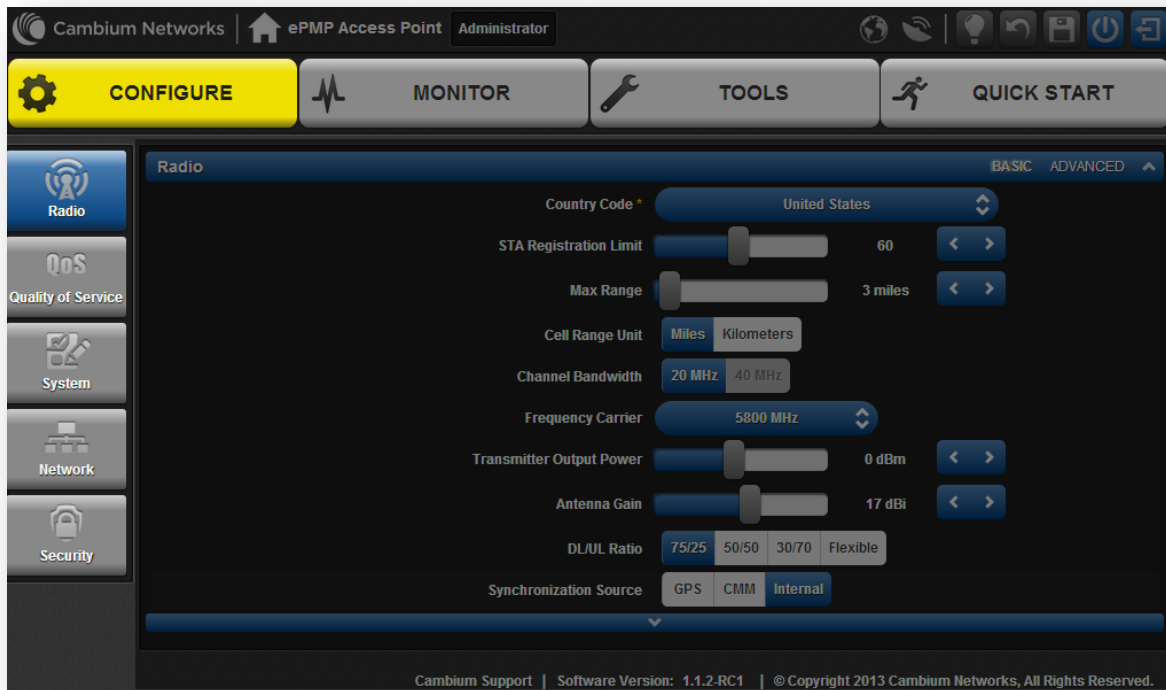 Cambium Networks | ePMP Access Point Administrator
CONFIGURE MONITOR TOOLS QUICK START
Radio
QoS
Quality of Service
System
Network
Security
Radio BASIC ADVANCED
Country Code * United States
STA Registration Limit 60
Max Range 3 miles
Cell Range Unit Miles Kilometers
Channel Bandwidth 20 MHz 40 MHz
Frequency Carrier 5800 MHz
Transmitter Output Power 0 dBm
Antenna Gain 17 dBi
DL/UL Ratio 75/25 50/50 30/70 Flexible
Synchronization Source GPS CMM Internal
Cambium Support | Software Version: 1.1.2-RC1 | © Copyright 2013 Cambium Networks, All Rights Reserved.